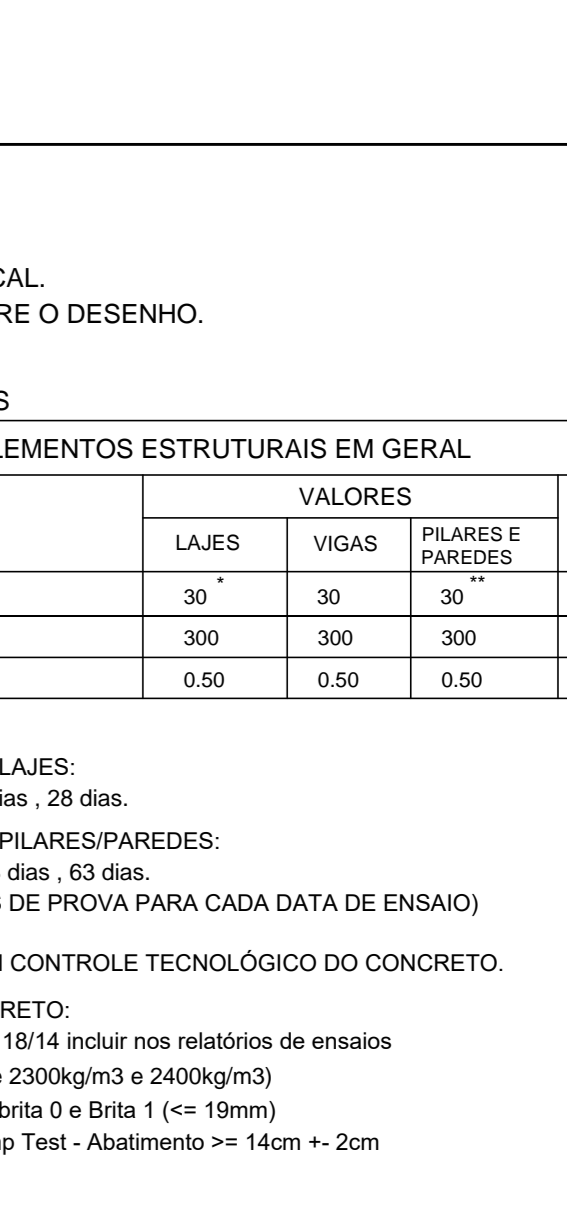 CAL.
RE O DESENHO.
S
LEMENTOS ESTRUTURAIS EM GERAL
VALORES
LAJES VIGAS PILARES E PAREDES
30 * 30 30 **
300 300 300
0.50 0.50 0.50
LAJES:
ias , 28 dias.
PILARES/PAREDES:
dias , 63 dias.
S DE PROVA PARA CADA DATA DE ENSAIO)
M CONTROLE TECNOLÓGICO DO CONCRETO.
RETO:
18/14 incluir nos relatórios de ensaios
e 2300kg/m3 e 2400kg/m3)
brita 0 e Brita 1 (<= 19mm)
mp Test - Abatimento >= 14cm +- 2cm